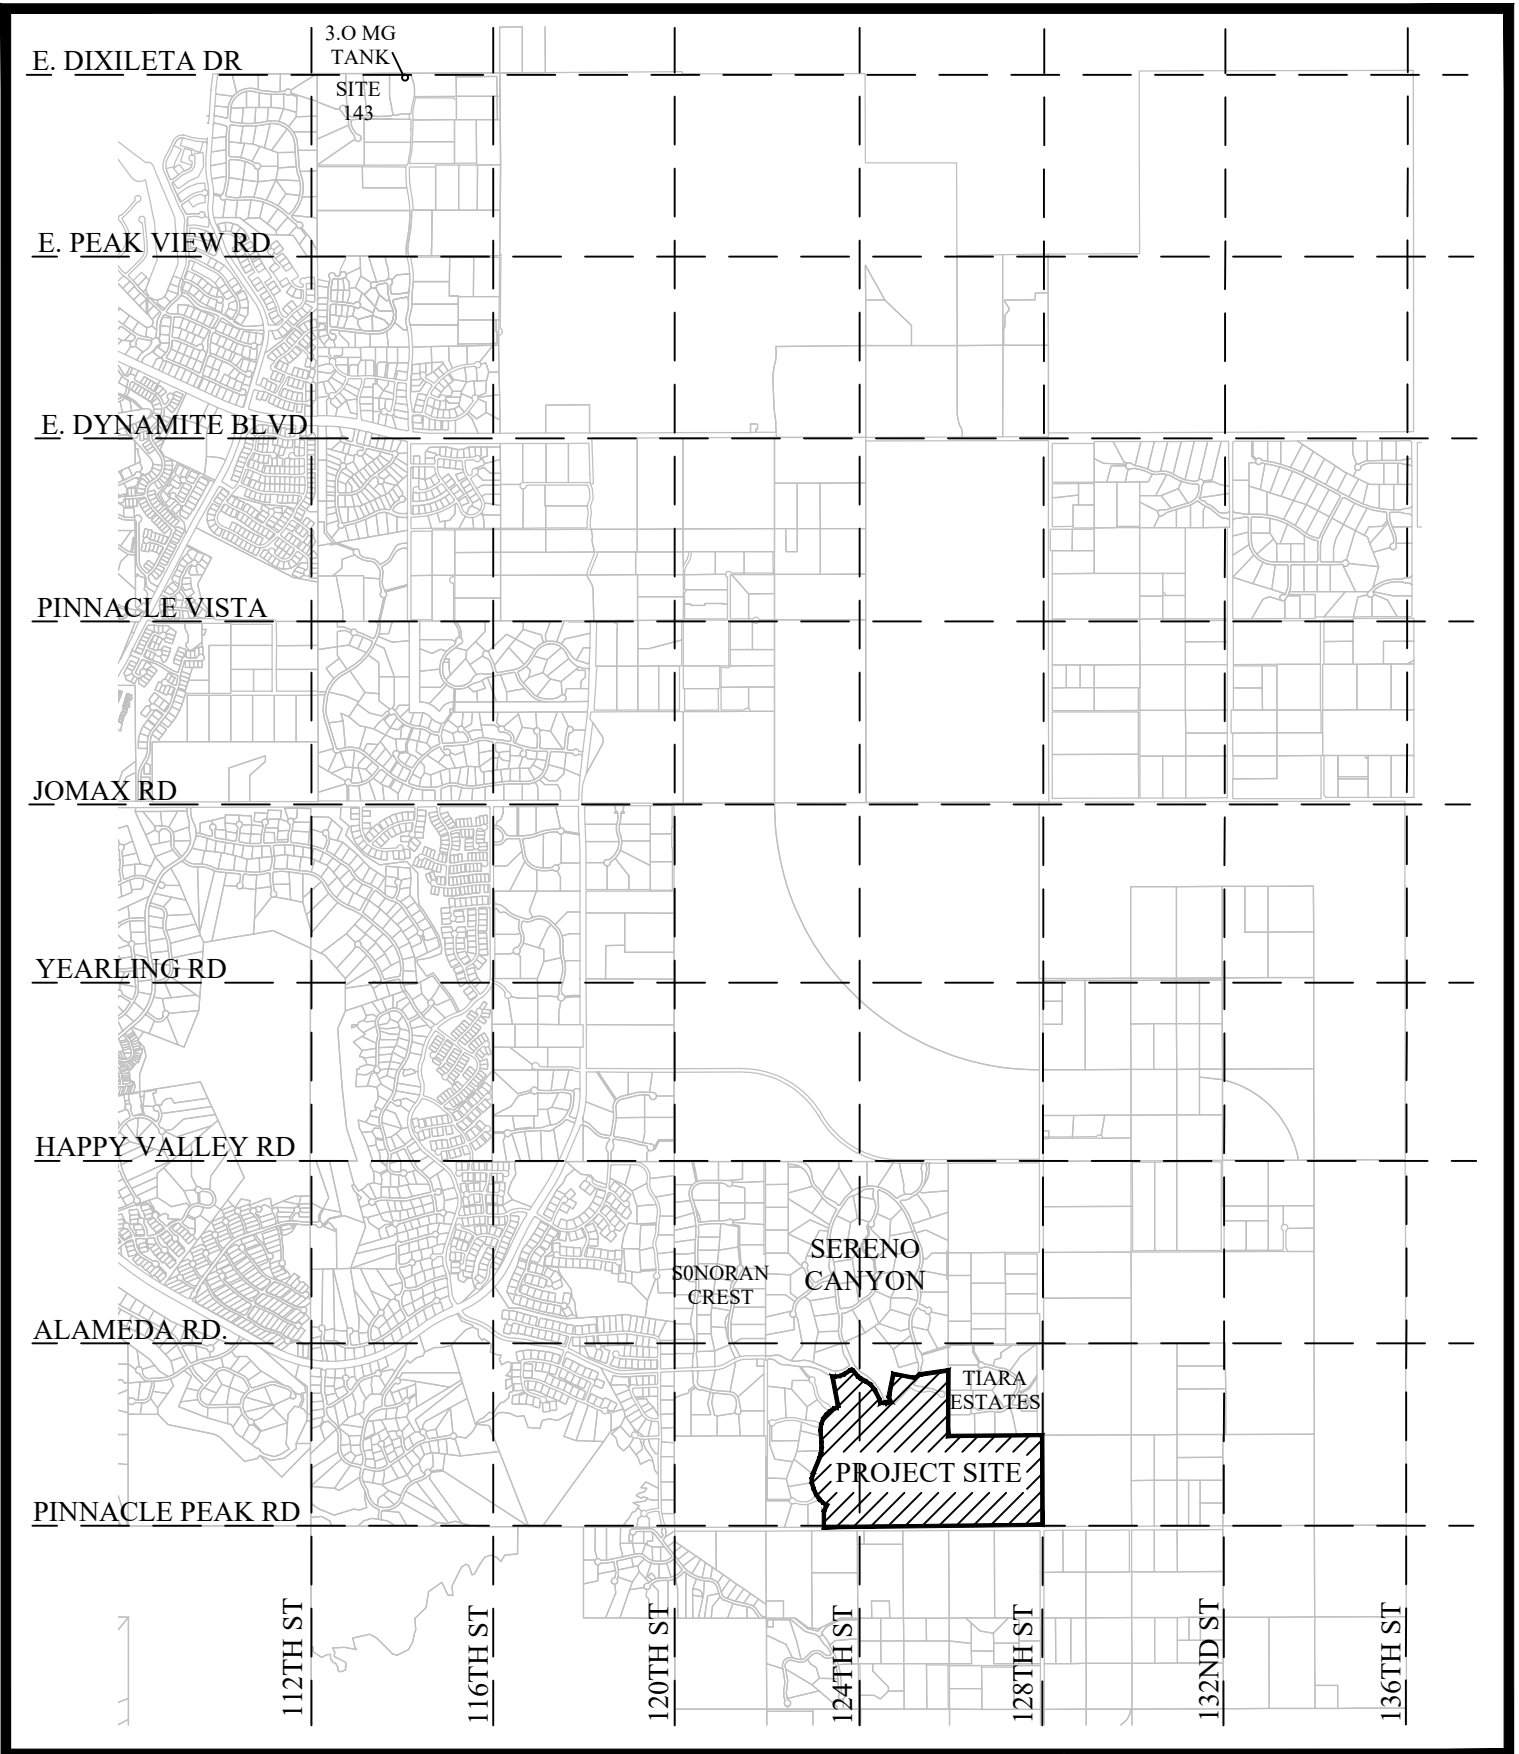 3.O MG
TANK
E. DIXILETA DR
SITE
143
E. PEAK VIEW RD
E. DYNAMITE BLVD
PINNACLE VISTA
JOMAX RD
YEARLING RD
HAPPY VALLEY RD
SERENO
CANYON
S0NORAN
CREST
ALAMEDA RD.
TIARA
ESTATES
PROJECT SITE
PINNACLE PEAK RD
112TH ST
116TH ST
120TH ST
124TH ST
128TH ST
132ND ST
136TH ST